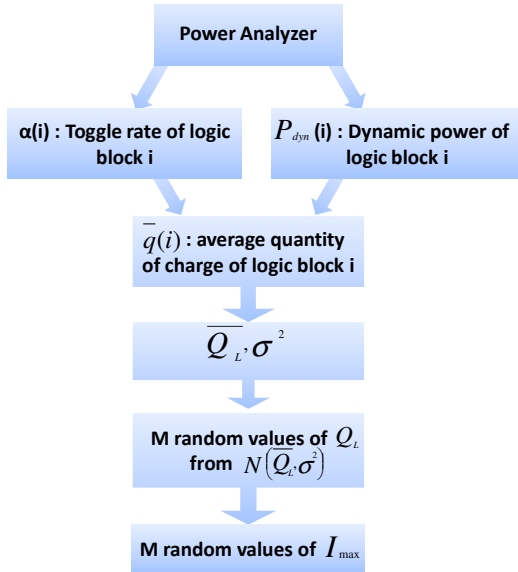 Power Analyzer
α(i) : Toggle rate of logic
block i
P_dyn (i) : Dynamic power of
logic block i
q̅(i) : average quantity
of charge of logic block i
Q̅_L, σ²
M random values of Q_L
from N(Q̅_L, σ²)
M random values of I_max